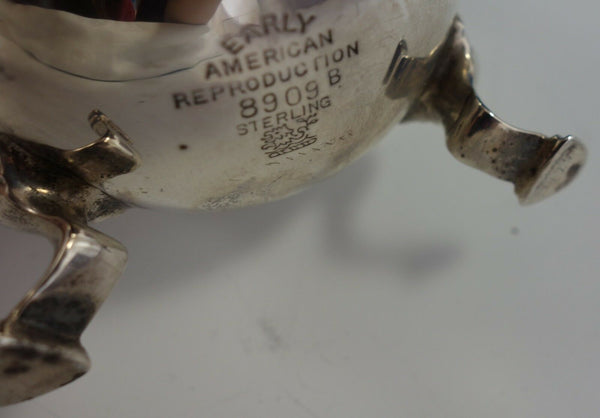 EARLY
AMERICAN
REPRODUCTION
8909 B
STERLING